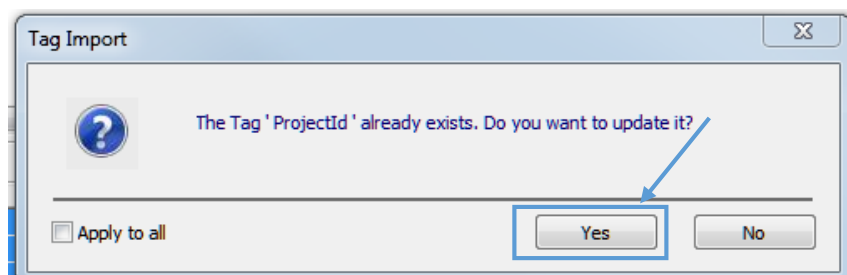 Tag Import
The Tag ' ProjectId ' already exists. Do you want to update it?
Apply to all
Yes
No